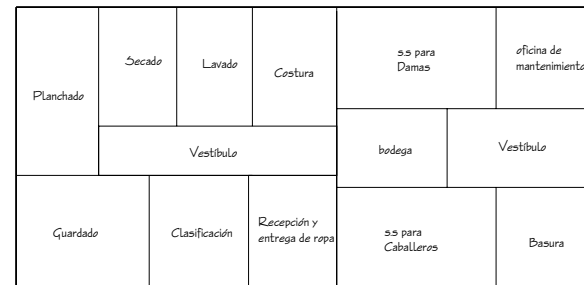 Planchado
Secado
Lavado
Costura
s.s para
Damas
oficina de
mantenimiento
Vestíbulo
bodega
Vestíbulo
Guardado
Clasificación
Recepción y
entrega de ropa
s.s para
Caballeros
Basura